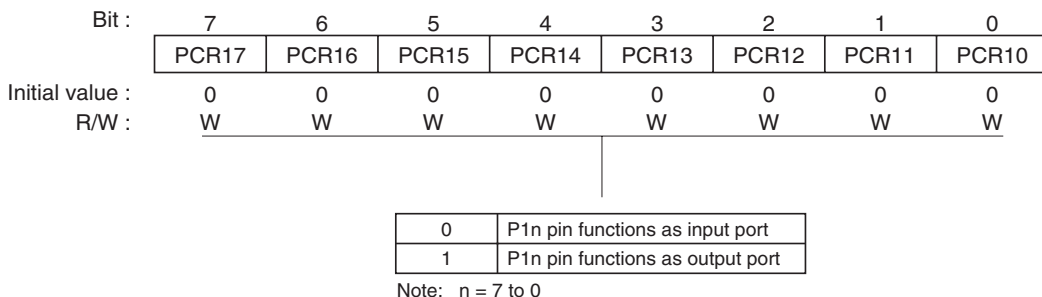 Bit : 7 6 5 4 3 2 1 0
PCR17 PCR16 PCR15 PCR14 PCR13 PCR12 PCR11 PCR10
Initial value : 0 0 0 0 0 0 0 0
R/W : W W W W W W W W
0 P1n pin functions as input port
1 P1n pin functions as output port
Note: n = 7 to 0